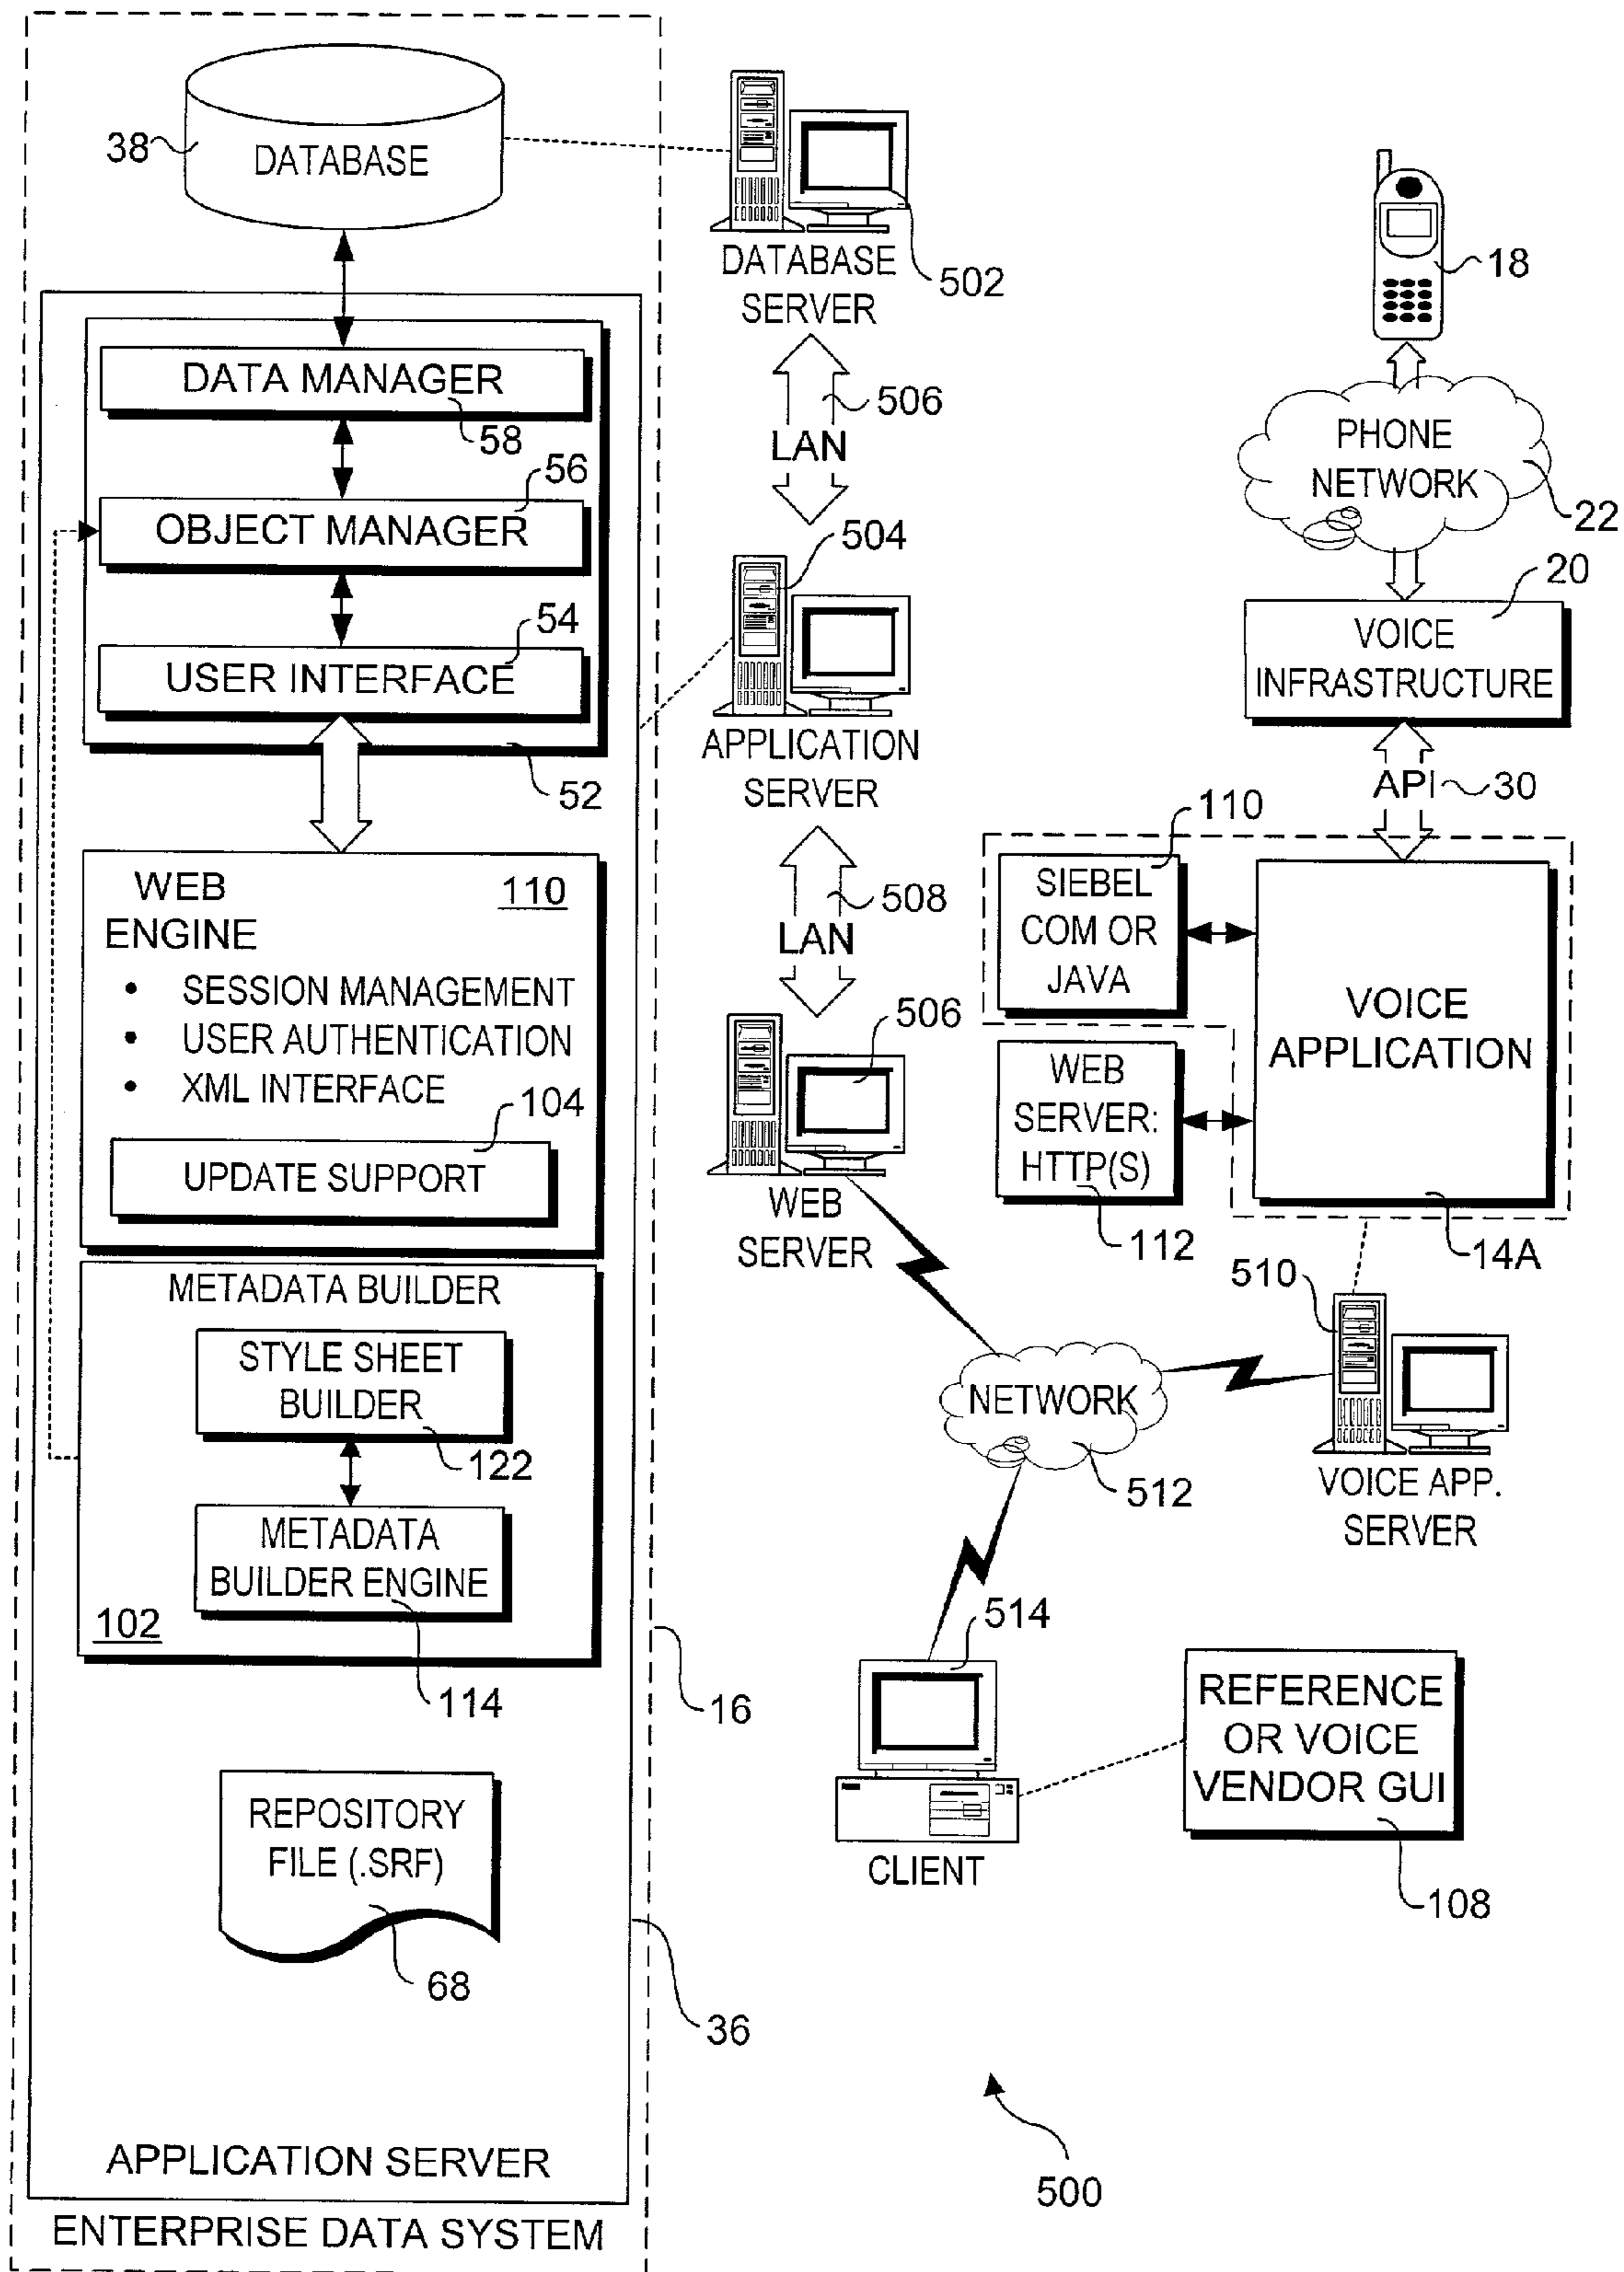 38
DATABASE
DATABASE
SERVER
502
18
DATA MANAGER
58
506
LAN
PHONE
NETWORK
22
56
OBJECT MANAGER
504
20
54
USER INTERFACE
VOICE
INFRASTRUCTURE
52
APPLICATION
SERVER
API
30
110
WEB
ENGINE
110
• SESSION MANAGEMENT
• USER AUTHENTICATION
• XML INTERFACE
104
UPDATE SUPPORT
508
LAN
506
WEB
SERVER
SIEBEL
COM OR
JAVA
WEB
SERVER:
HTTP(S)
112
VOICE
APPLICATION
14A
510
METADATA BUILDER
STYLE SHEET
BUILDER
122
METADATA
BUILDER ENGINE
102
114
NETWORK
512
VOICE APP.
SERVER
514
16
REPOSITORY
FILE (.SRF)
68
CLIENT
REFERENCE
OR VOICE
VENDOR GUI
108
36
APPLICATION SERVER
500
ENTERPRISE DATA SYSTEM